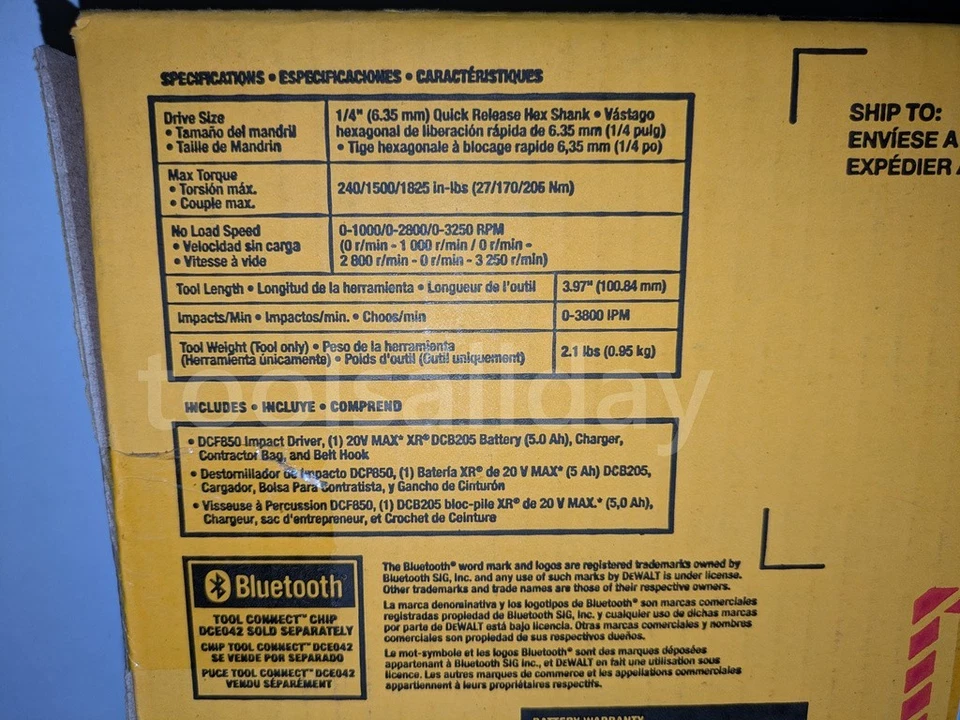 SPECIFICATIONS • ESPECIFICACIONES • CARACTÉRISTIQUES
Drive Size
• Tamaño del mandril
• Taille de Mandrin
1/4" (6.35 mm) Quick Release Hex Shank • Vástago
hexagonal de liberación rápida de 6.35 mm (1/4 pulg)
• Tige hexagonale à blocage rapide 6,35 mm (1/4 po)
Max Torque
• Torsión máx.
• Couple max.
240/1500/1825 in-lbs (27/170/206 Nm)
No Load Speed
• Velocidad sin carga
• Vitesse à vide
0-1000/0-2800/0-3250 RPM
(0 r/min - 1 000 r/min / 0 r/min -
2 800 r/min - 0 r/min - 3 250 r/min)
Tool Length • Longitud de la herramienta • Longueur de l'outil
3.97" (100.84 mm)
Impacts/Min • Impactos/min. • Chocs/min
0-3800 IPM
Tool Weight (Tool only) • Peso de la herramienta
(Herramienta únicamente) • Poids d'outil (Outil uniquement)
2.1 lbs (0.95 kg)
toolsallday
INCLUDES • INCLUYE • COMPREND
• DCF850 Impact Driver, (1) 20V MAX* XR® DCB205 Battery (5.0 Ah), Charger,
Contractor Bag, and Belt Hook
• Destornillador de Impacto DCF850, (1) Batería XR® de 20 V MAX* (5 Ah) DCB205,
Cargador, Bolsa Para Contratista, y Gancho de Cinturón
• Visseuse à Percussion DCF850, (1) DCB205 bloc-pile XR® de 20 V MAX.* (5,0 Ah),
Chargeur, sac d'entrepreneur, et Crochet de Ceinture
Bluetooth
TOOL CONNECT™ CHIP
DCE042 SOLD SEPARATELY
CHIP TOOL CONNECT™ DCE042
SE VENDE POR SEPARADO
PUCE TOOL CONNECT™ DCE042
VENDU SÉPARÉMENT
The Bluetooth® word mark and logos are registered trademarks owned by
Bluetooth SIG, Inc. and any use of such marks by DEWALT is under license.
Other trademarks and trade names are those of their respective owners.
La marca denominativa y los logotipos de Bluetooth® son marcas comerciales
registradas propiedad de Bluetooth SIG, Inc. y cualquier uso de dichas marcas
por parte de DEWALT está bajo licencia. Otras marcas comerciales y nombres
comerciales son propiedad de sus respectivos dueños.
Le mot-symbole et les logos Bluetooth® sont des marques déposées
appartenant à Bluetooth SIG Inc., et DEWALT en fait une utilisation sous
licence. Les autres marques de commerce et les appellations commerciales
appartiennent à leurs propriétaires respectifs.
SHIP TO:
ENVÍESE A
EXPÉDIER
BATTERY WARRANTY